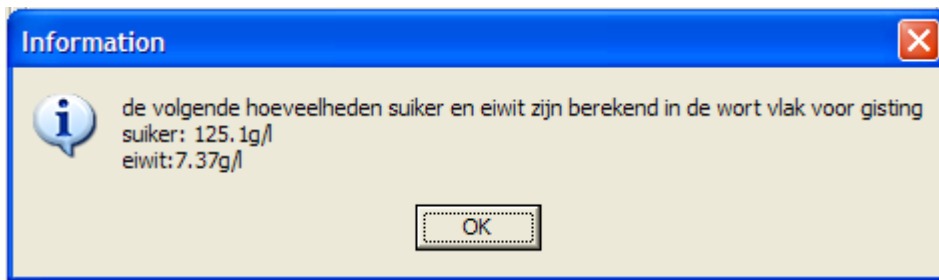 Information
de volgende hoeveelheden suiker en eiwit zijn berekend in de wort vlak voor gisting
suiker: 125.1g/l
eiwit:7.37g/l
OK